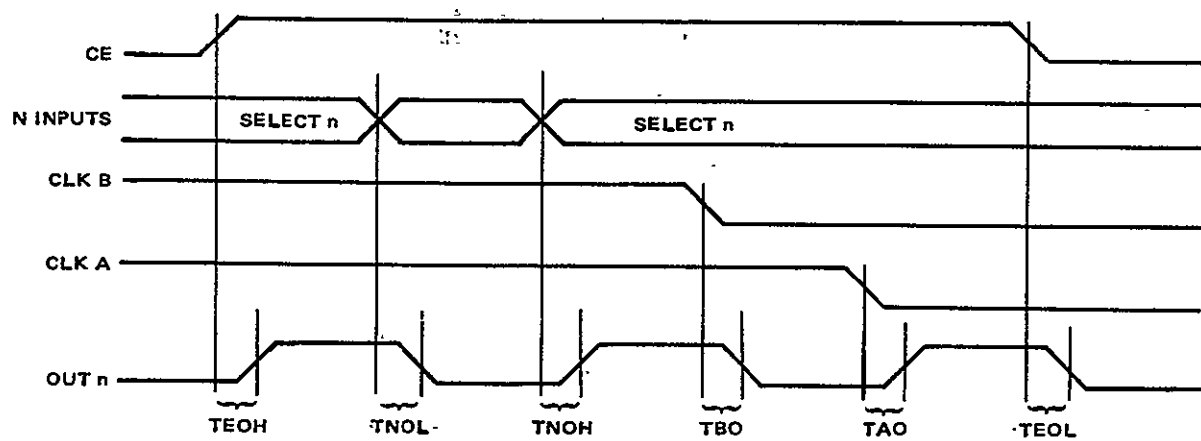 CE
N INPUTS
SELECT n
SELECT n
CLK B
CLK A
OUT n
TEOH
TNOL
TNOH
TBO
TAO
TEOL